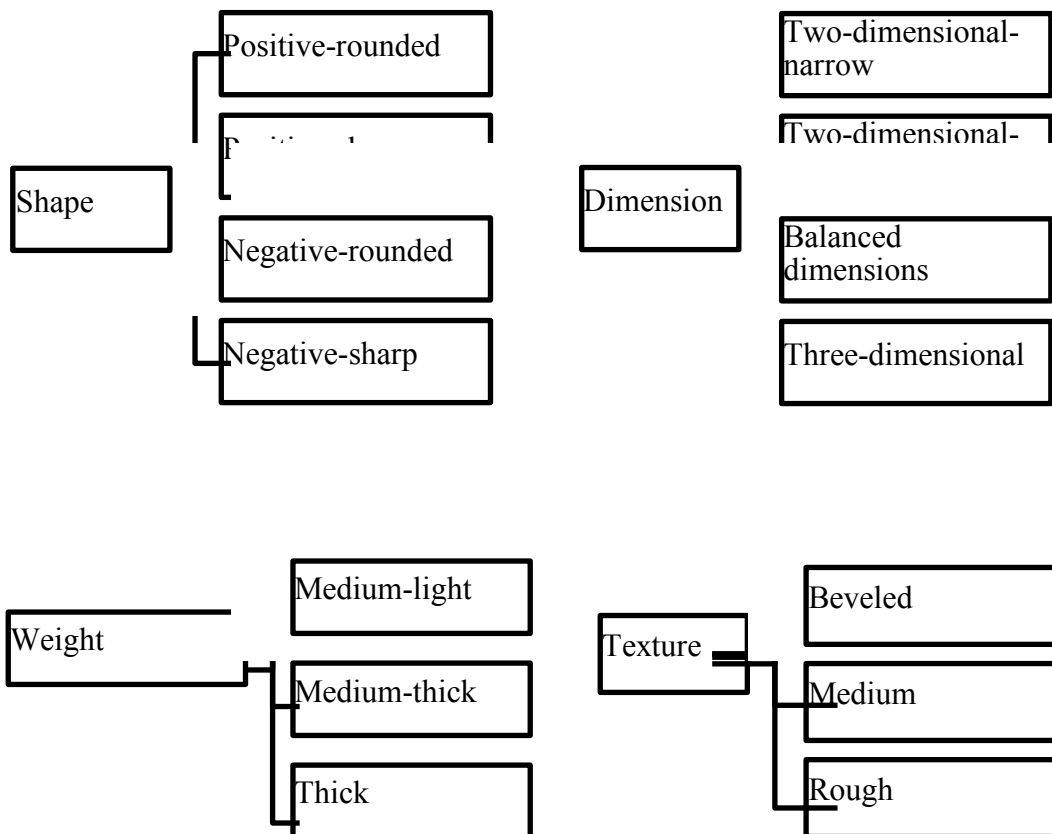 Shape
Positive-rounded
Negative-rounded
Negative-sharp
Dimension
Two-dimensional-
narrow
Two-dimensional-
Balanced
dimensions
Three-dimensional
Weight
Medium-light
Medium-thick
Thick
Texture
Beveled
Medium
Rough